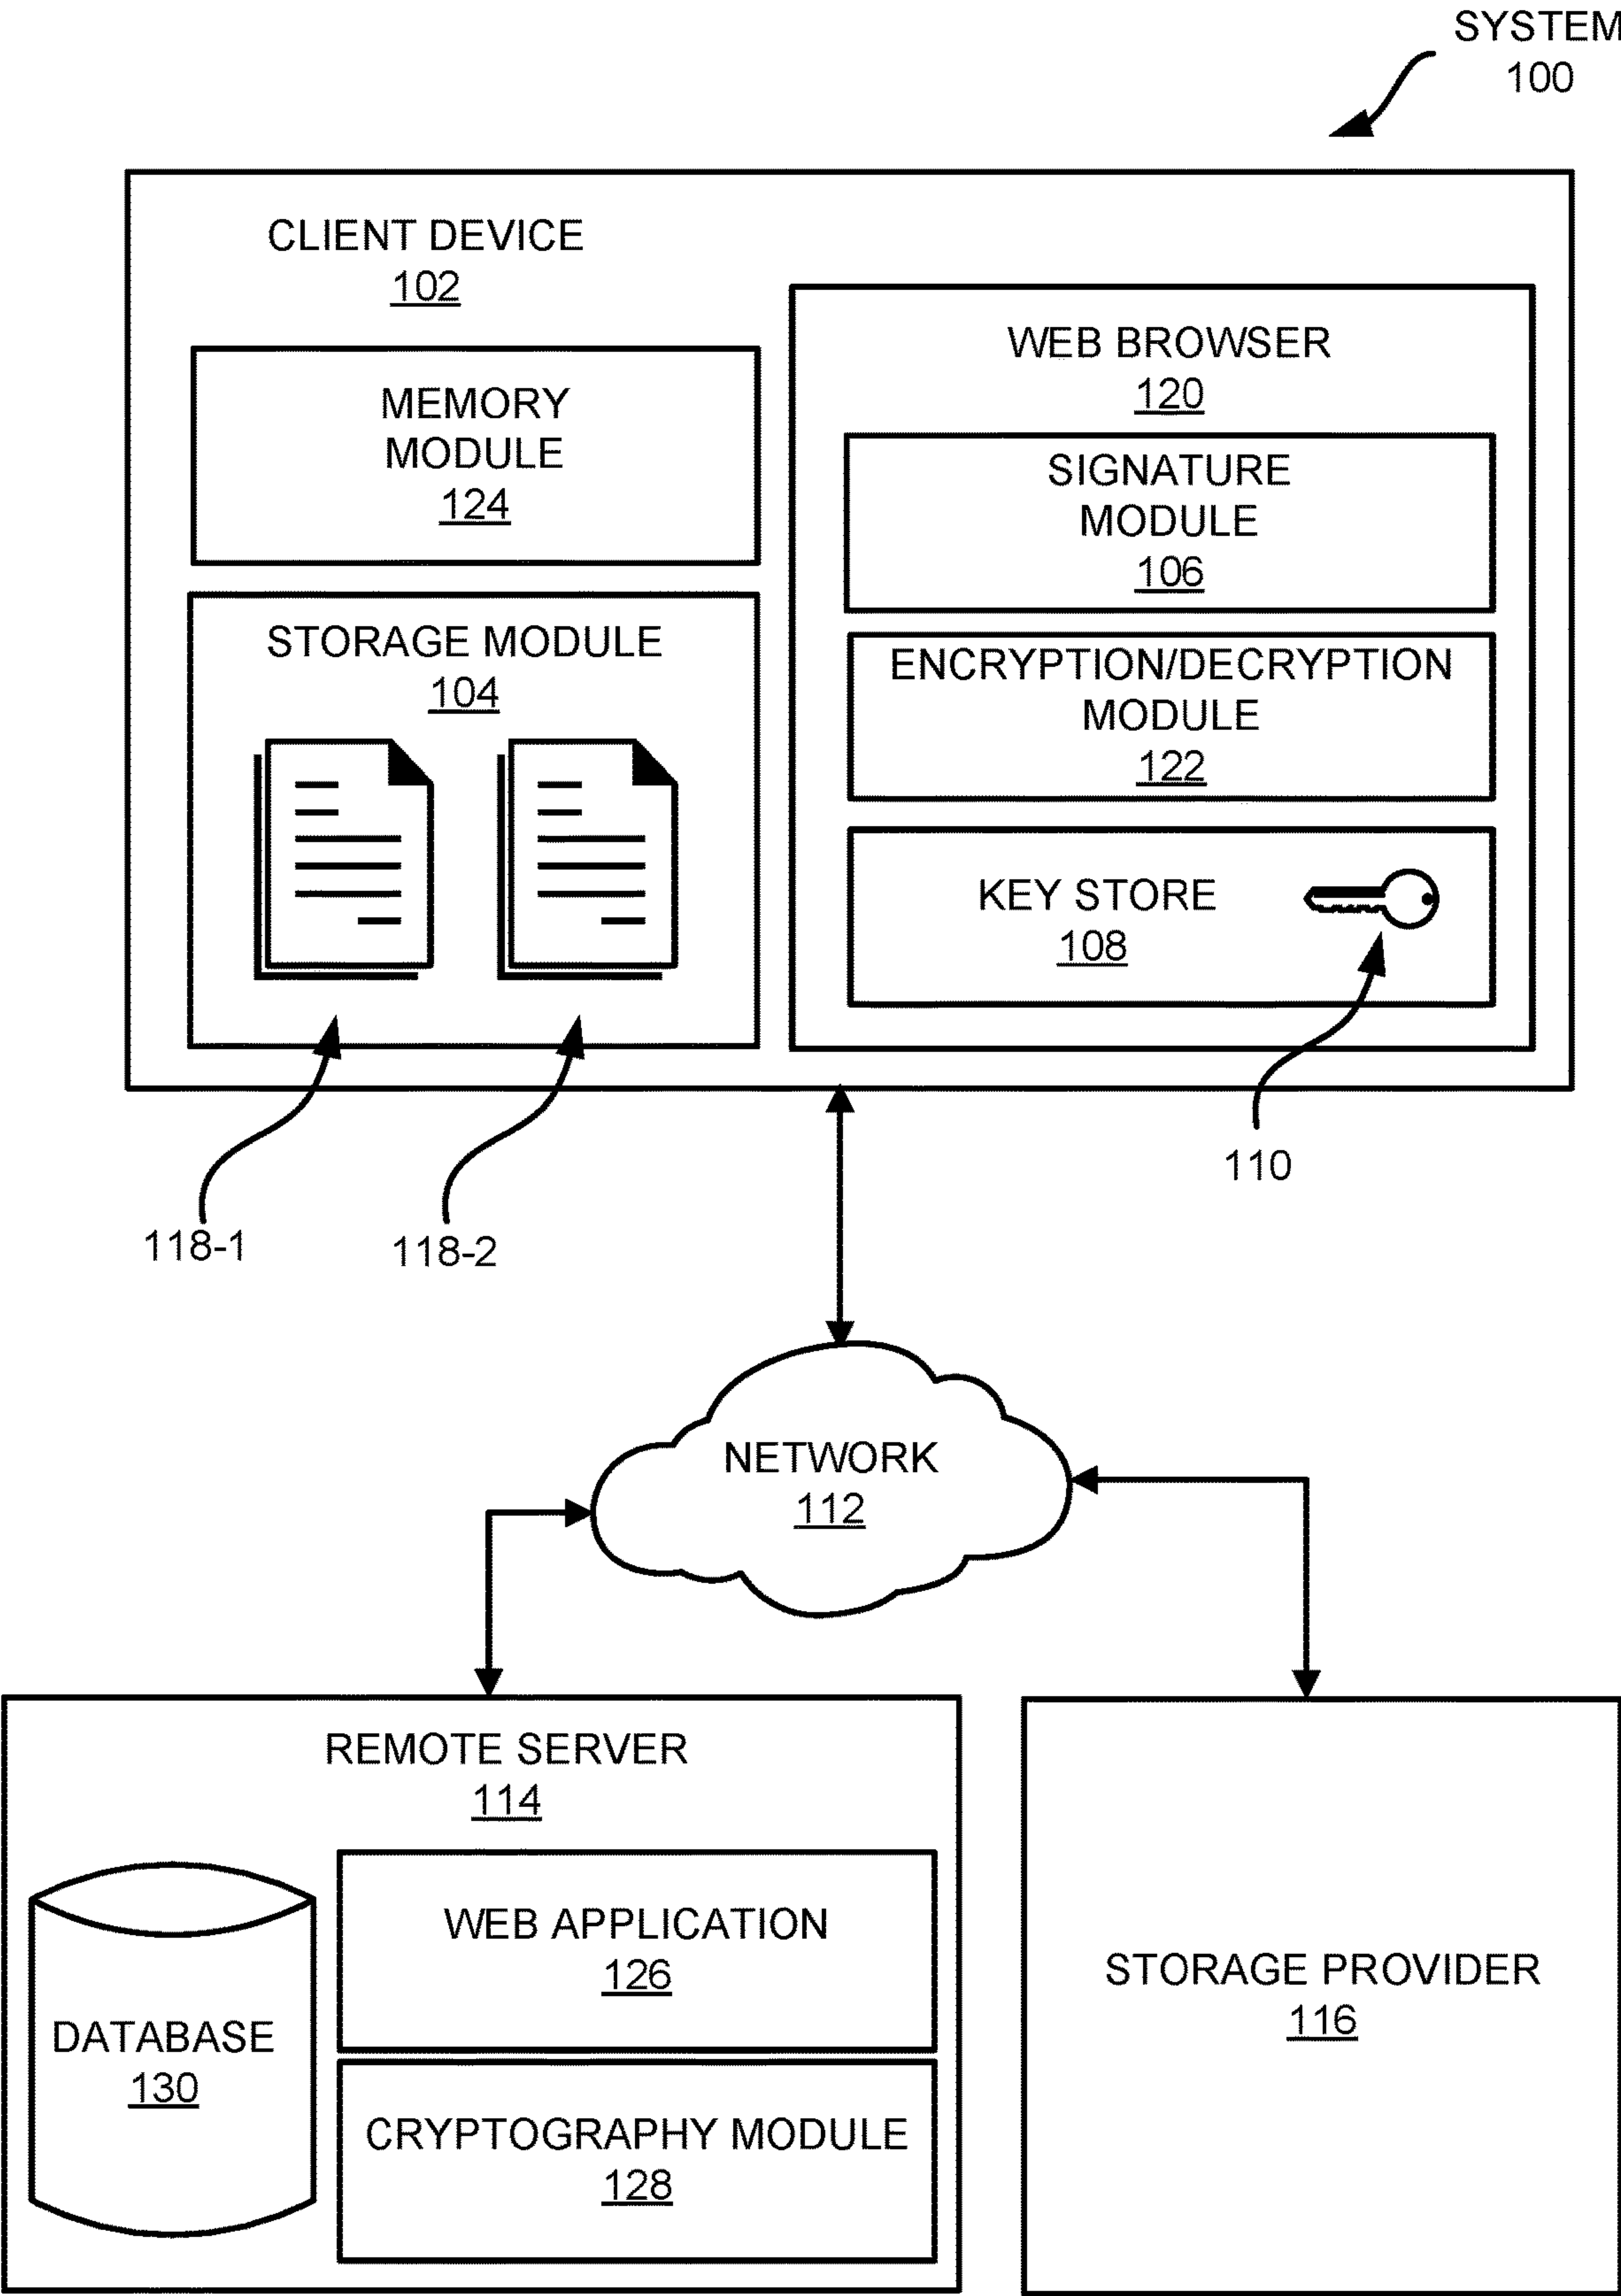 SYSTEM
100
CLIENT DEVICE
102
MEMORY
MODULE
124
STORAGE MODULE
104
WEB BROWSER
120
SIGNATURE
MODULE
106
ENCRYPTION/DECRYPTION
MODULE
122
KEY STORE
108
110
118-1
118-2
NETWORK
112
REMOTE SERVER
114
DATABASE
130
WEB APPLICATION
126
CRYPTOGRAPHY MODULE
128
STORAGE PROVIDER
116